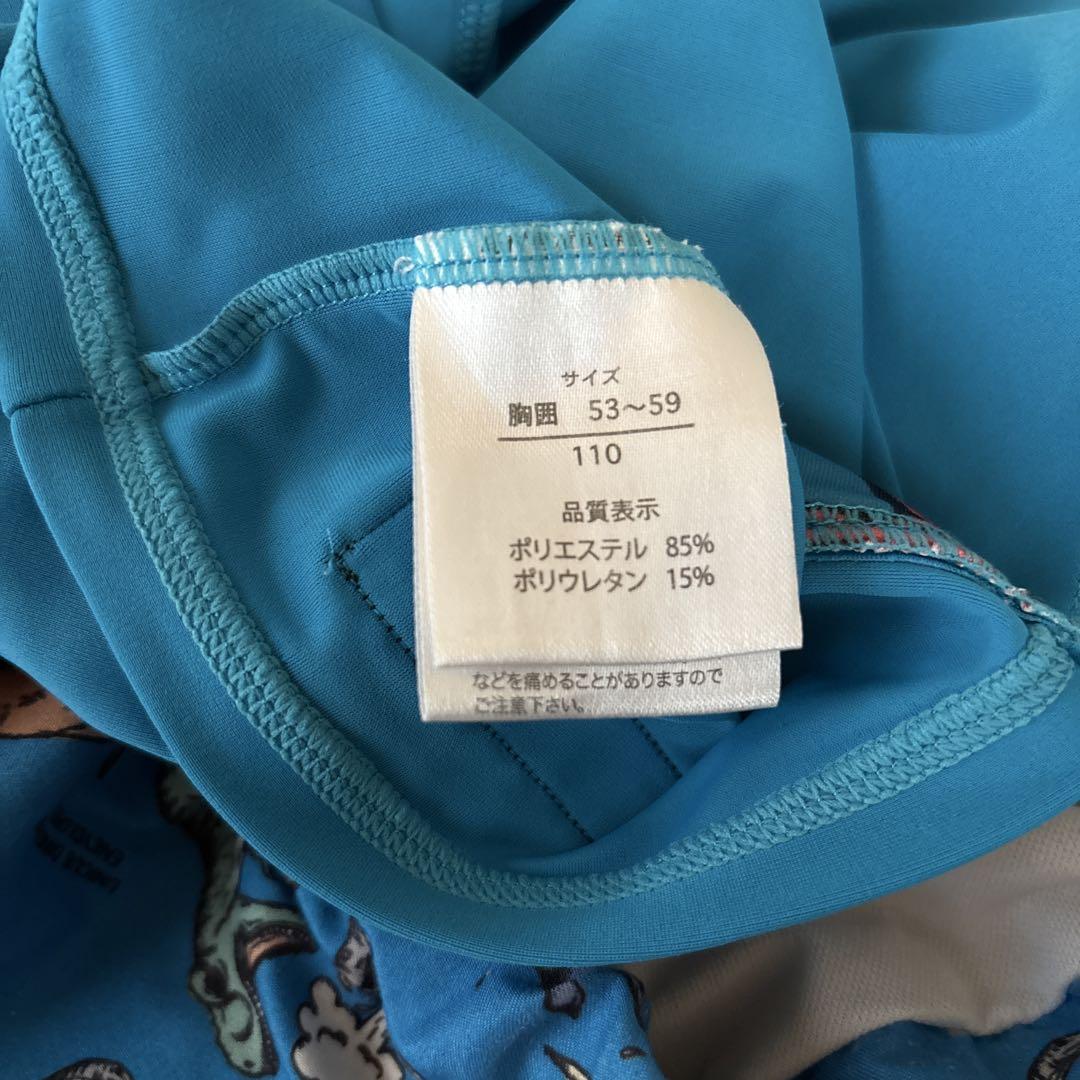 サイズ
胸囲 53～59
110
品質表示
ポリエステル 85%
ポリウレタン 15%
などを痛めることがありますので
ご注意下さい。